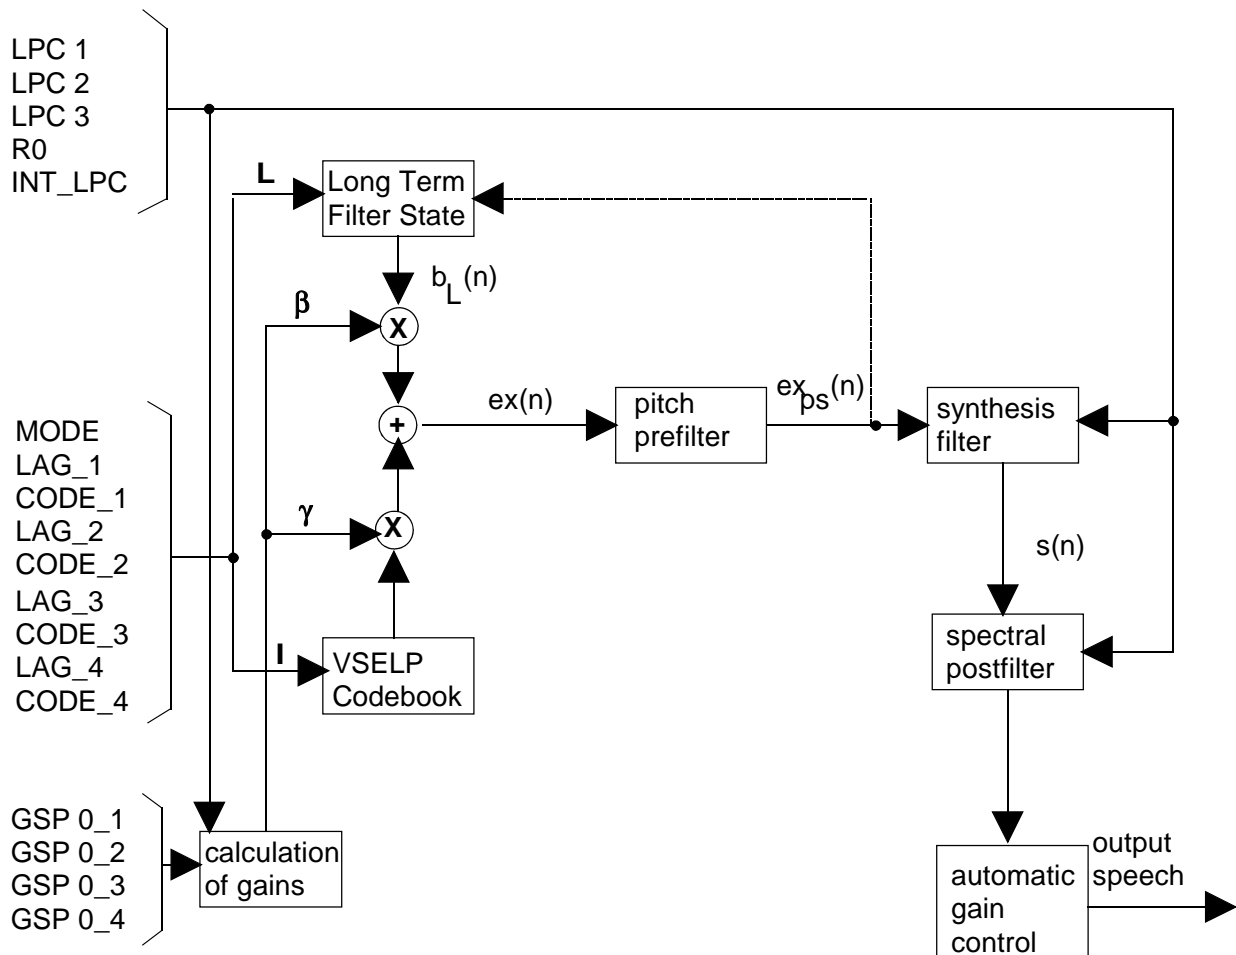 LPC 1
LPC 2
LPC 3
R0
INT_LPC
L
Long Term
Filter State
b L (n)
β
X
+
ex(n)
pitch
prefilter
ex ps (n)
synthesis
filter
MODE
LAG_1
CODE_1
LAG_2
CODE_2
LAG_3
CODE_3
LAG_4
CODE_4
γ
X
s(n)
I
VSELP
Codebook
spectral
postfilter
GSP 0_1
GSP 0_2
GSP 0_3
GSP 0_4
calculation
of gains
automatic
gain
control
output
speech